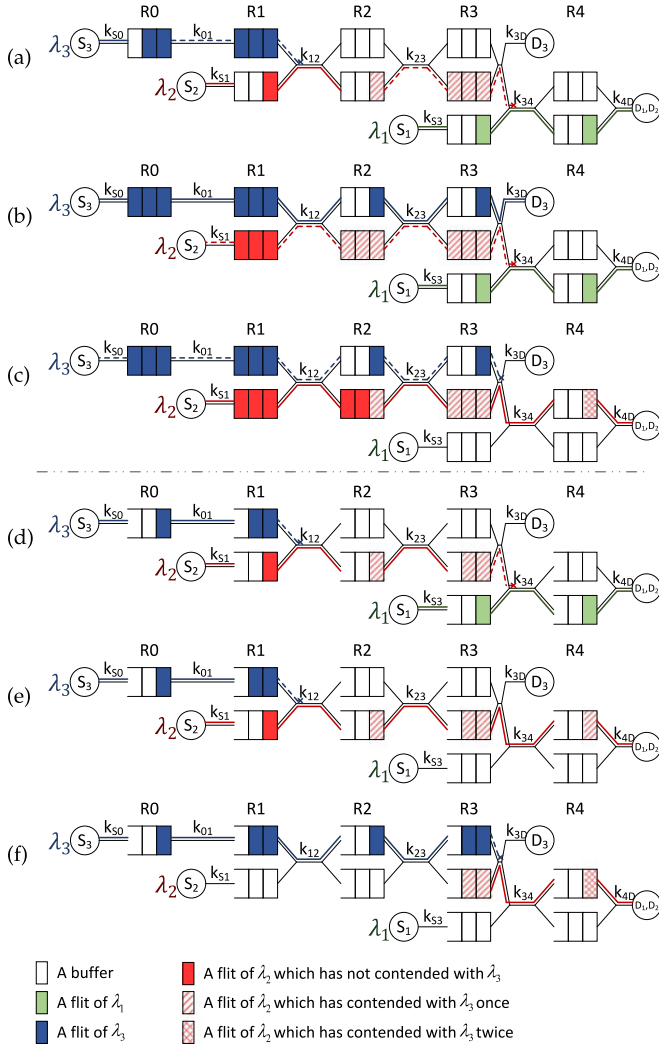 R0 R1 R2 R3 R4
(a) λ3 S3 kS0 k01 k12 k23 k3D D3
λ2 S2 kS1 k34 k4D D1,D2
λ1 S1 kS3
R0 R1 R2 R3 R4
(b) λ3 S3 kS0 k01 k12 k23 k3D D3
λ2 S2 kS1 k34 k4D D1,D2
λ1 S1 kS3
R0 R1 R2 R3 R4
(c) λ3 S3 kS0 k01 k12 k23 k3D D3
λ2 S2 kS1 k34 k4D D1,D2
λ1 S1 kS3
R0 R1 R2 R3 R4
(d) λ3 S3 kS0 k01 k12 k23 k3D D3
λ2 S2 kS1 k34 k4D D1,D2
λ1 S1 kS3
R0 R1 R2 R3 R4
(e) λ3 S3 kS0 k01 k12 k23 k3D D3
λ2 S2 kS1 k34 k4D D1,D2
λ1 S1 kS3
R0 R1 R2 R3 R4
(f) λ3 S3 kS0 k01 k12 k23 k3D D3
λ2 S2 kS1 k34 k4D D1,D2
λ1 S1 kS3
A buffer
A flit of λ1
A flit of λ3
A flit of λ2 which has not contended with λ3
A flit of λ2 which has contended with λ3 once
A flit of λ2 which has contended with λ3 twice